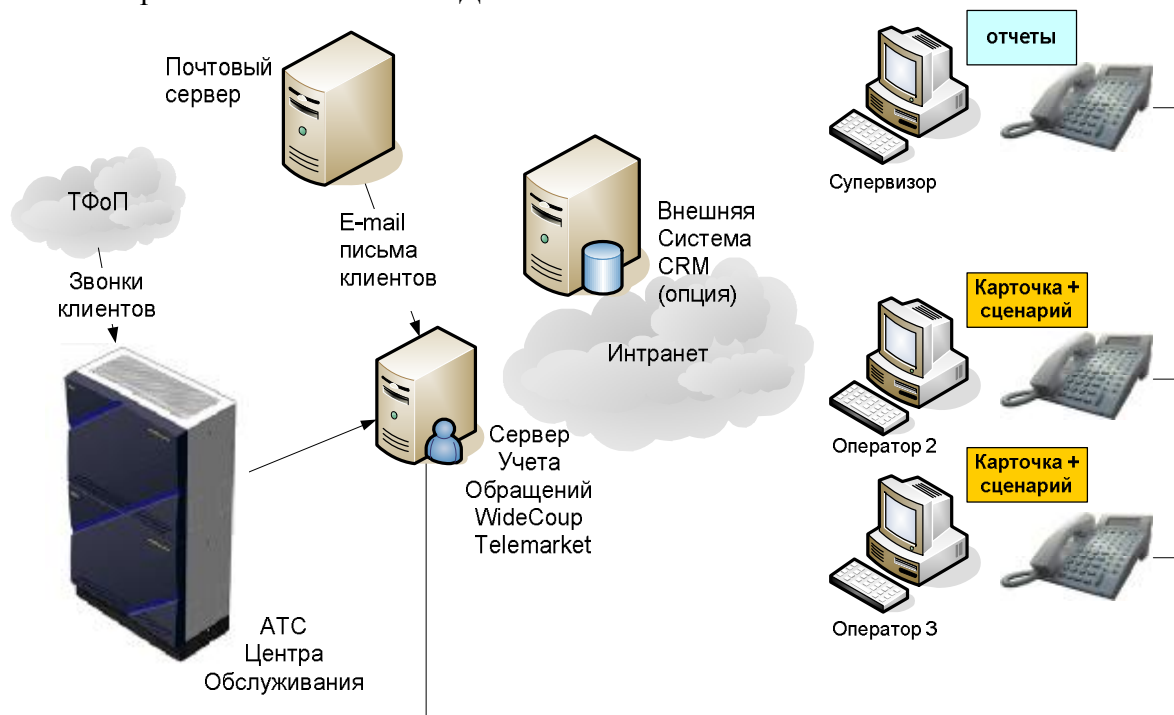 отчеты
Почтовый
сервер
Супервизор
ТФоП
E-mail
письма
клиентов
Внешняя
Система
CRM
(опция)
Звонки
клиентов
Интранет
Карточка +
сценарий
Оператор 2
Сервер
Учета
Обращений
WideCoup
Telemarket
Карточка +
сценарий
Оператор 3
АТС
Центра
Обслуживания